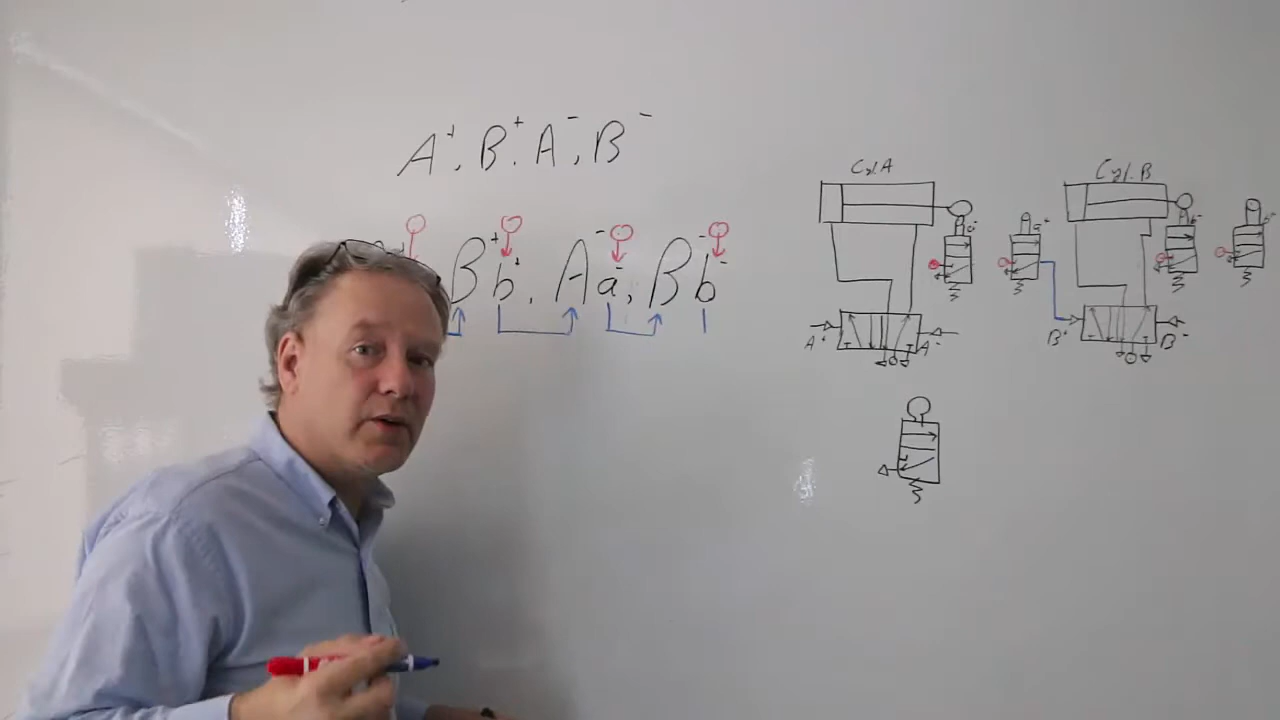 A⁺, B⁺, A⁻, B⁻
B⁺ b⁺, A⁻ a⁻, B⁻ b⁻
Cyl A
Cyl. B
a⁺
A⁺
A⁻
B⁺
B⁻